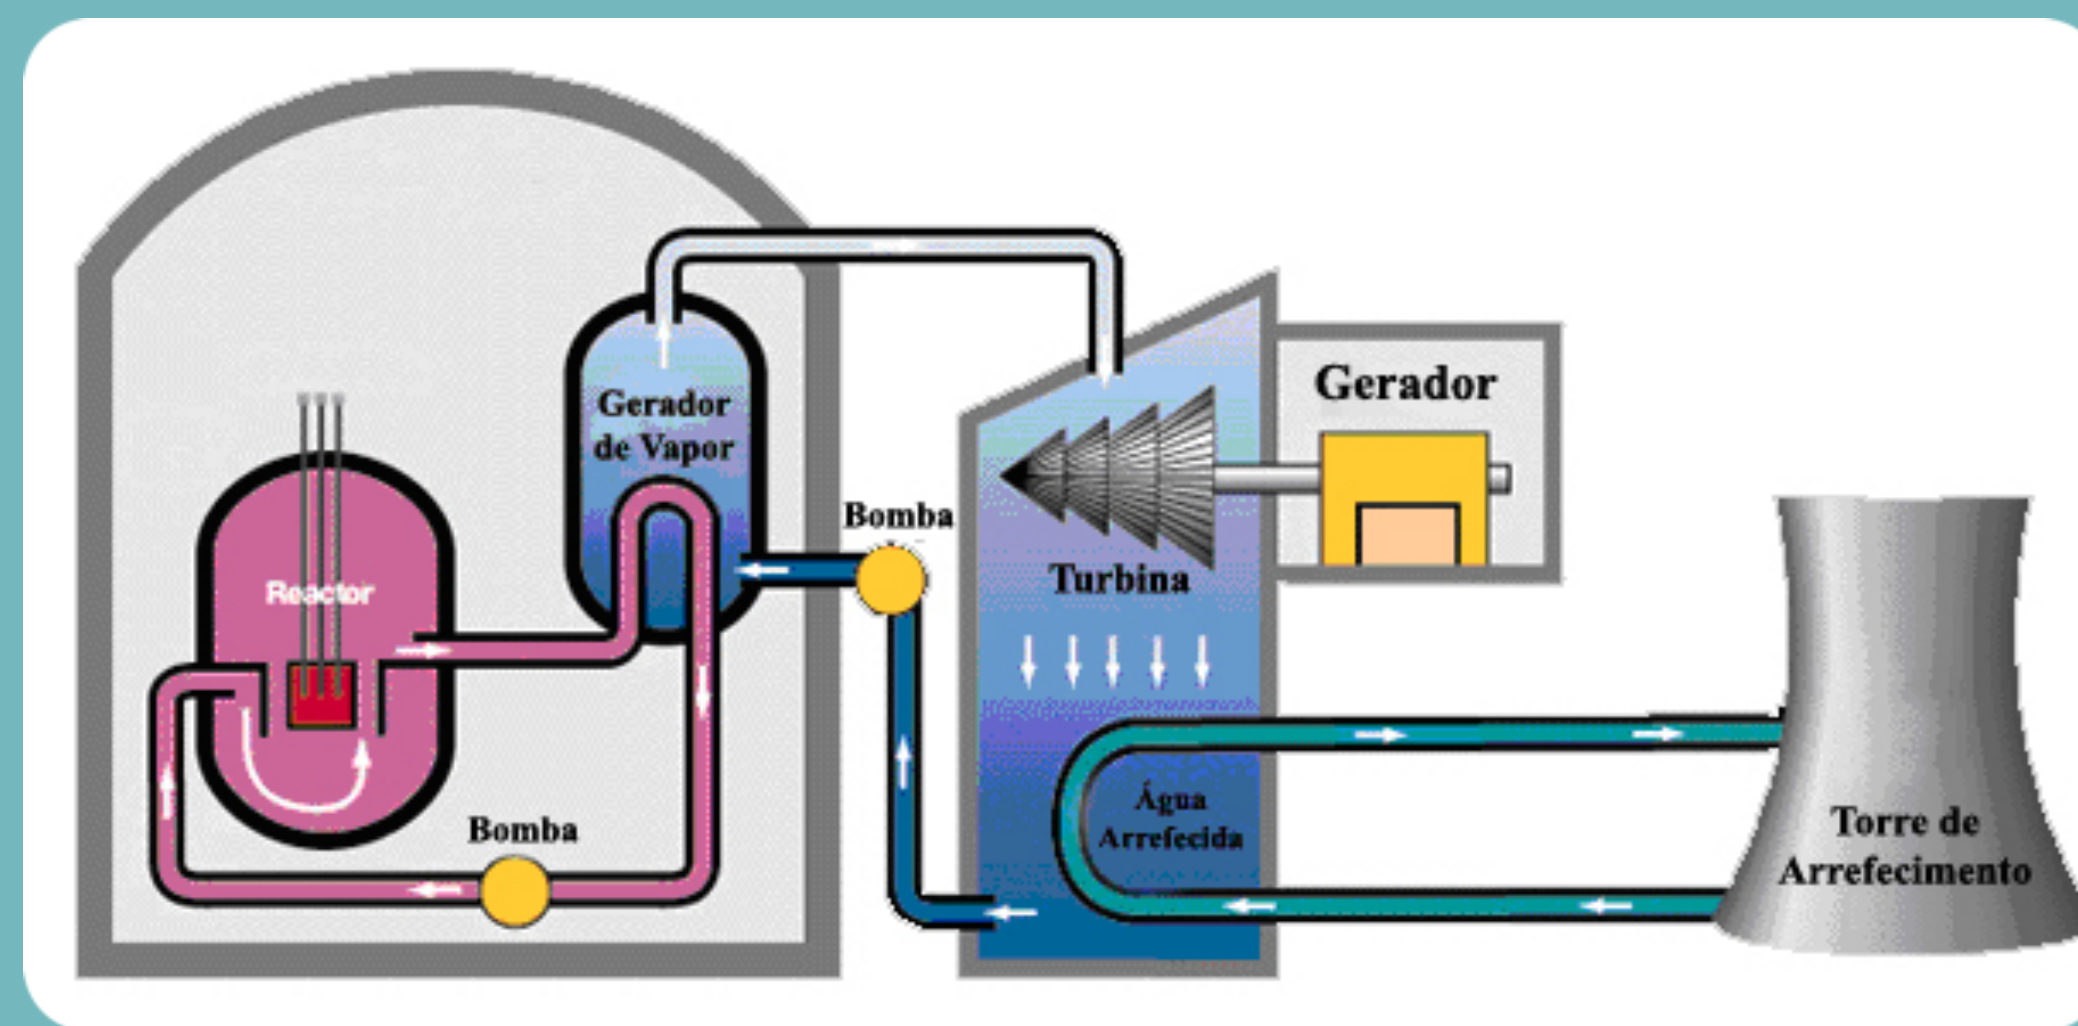 Gerador
de Vapor
Reactor
Bomba
Bomba
Turbina
Gerador
Água
Arrefecida
Torre de
Arrefecimento